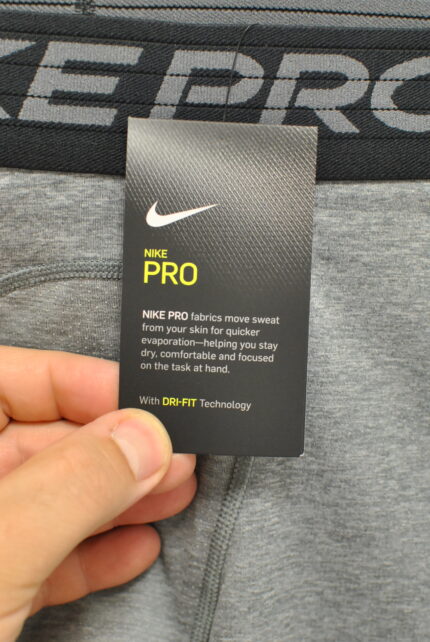 KE PRO
NIKE
PRO
NIKE PRO fabrics move sweat
from your skin for quicker
evaporation—helping you stay
dry, comfortable and focused
on the task at hand.
With DRI-FIT Technology